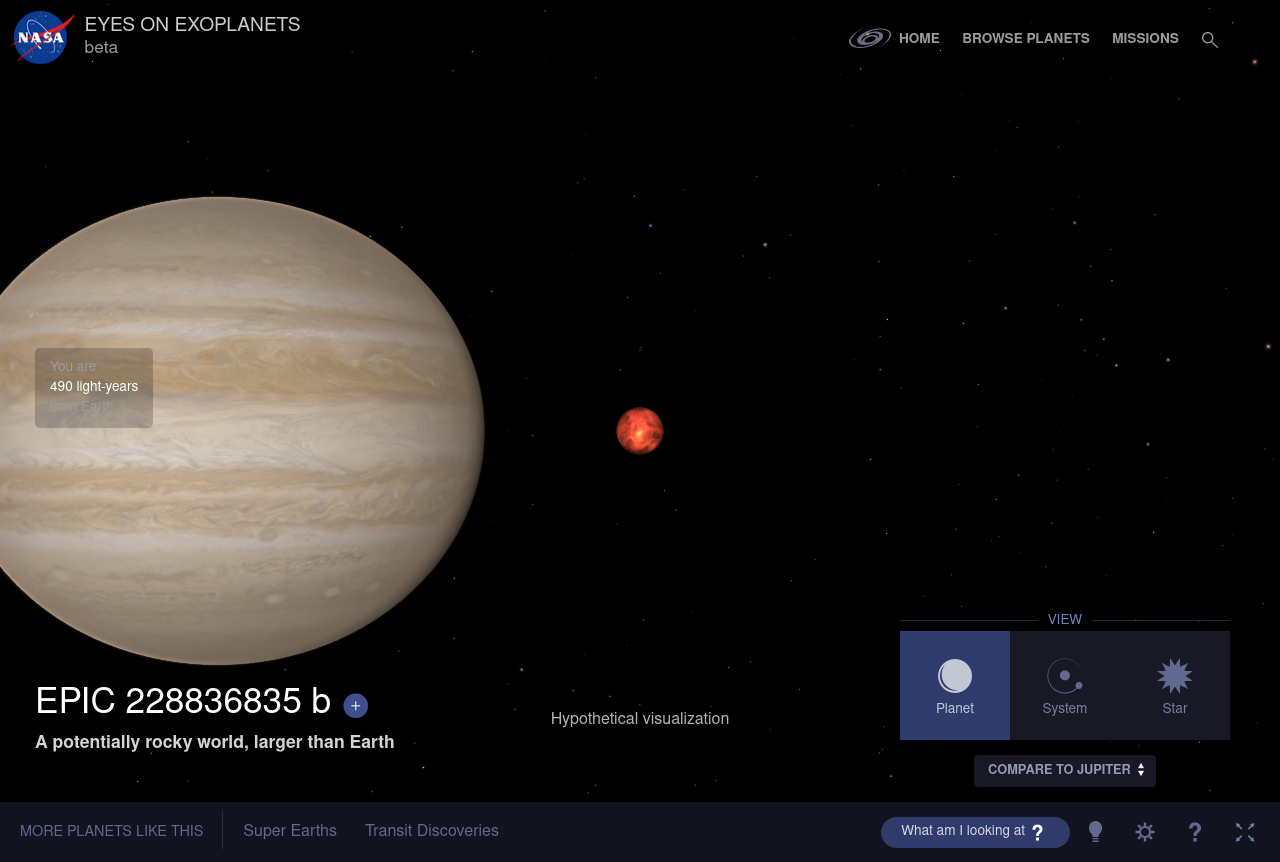 NASA
EYES ON EXOPLANETS
beta
HOME
BROWSE PLANETS
MISSIONS
You are
490 light-years
from Earth
EPIC 228836835 b +
A potentially rocky world, larger than Earth
Hypothetical visualization
VIEW
Planet
System
Star
COMPARE TO JUPITER
MORE PLANETS LIKE THIS
Super Earths
Transit Discoveries
What am I looking at ?
?